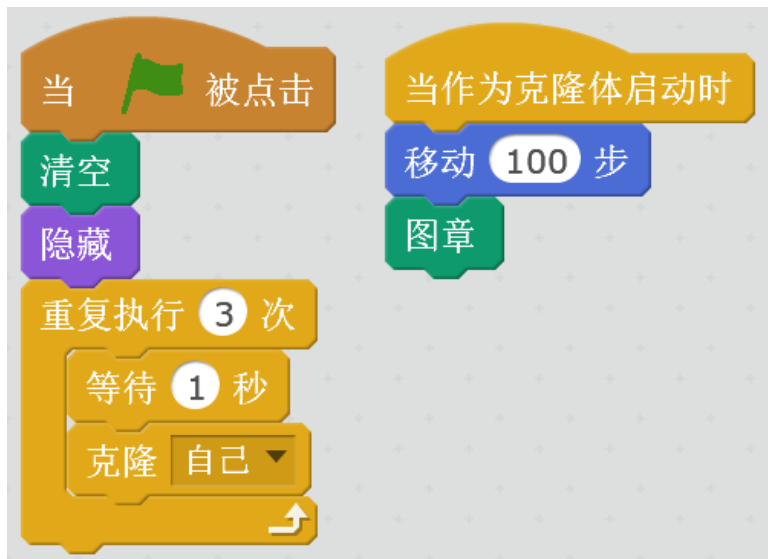 当 被点击
清空
隐藏
重复执行 3 次
等待 1 秒
克隆 自己
当作为克隆体启动时
移动 100 步
图章